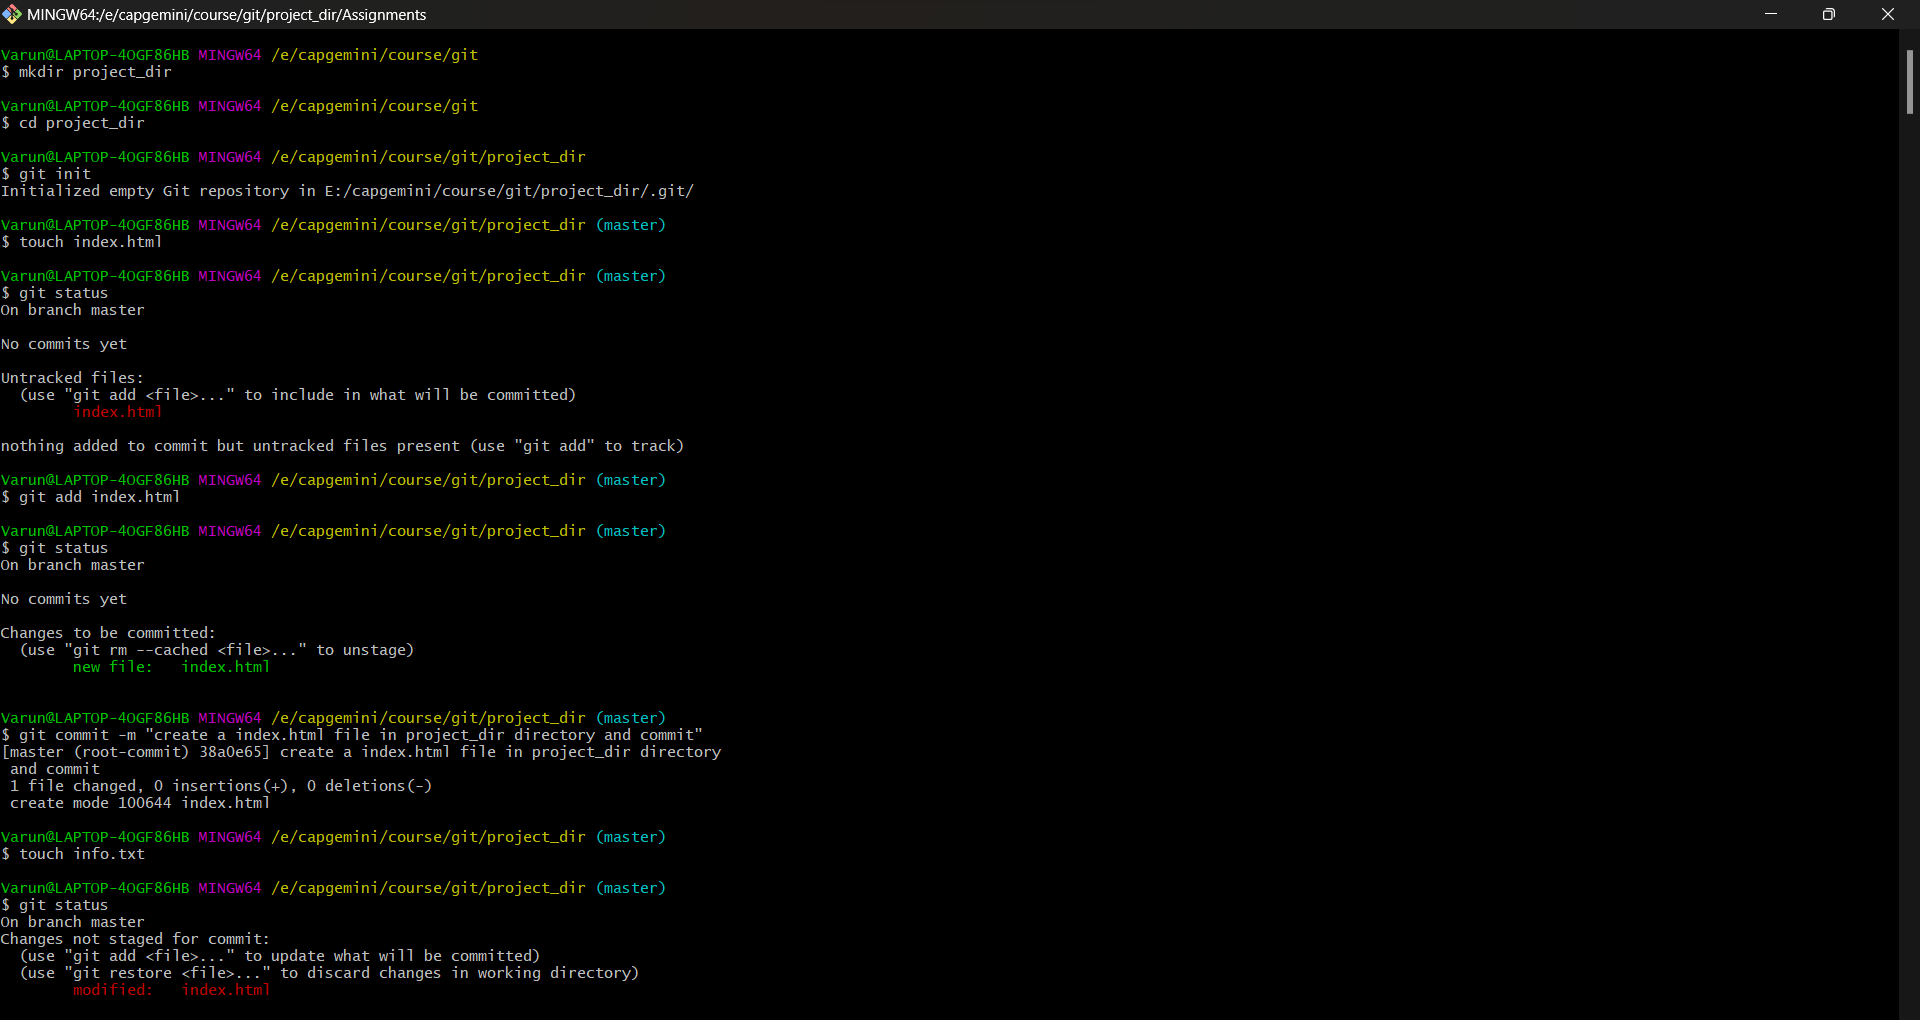 MINGW64:/e/capgemini/course/git/project_dir/Assignments
Varun@LAPTOP-4OGF86HB MINGW64 /e/capgemini/course/git
$ mkdir project_dir
Varun@LAPTOP-4OGF86HB MINGW64 /e/capgemini/course/git
$ cd project_dir
Varun@LAPTOP-4OGF86HB MINGW64 /e/capgemini/course/git/project_dir
$ git init
Initialized empty Git repository in E:/capgemini/course/git/project_dir/.git/
Varun@LAPTOP-4OGF86HB MINGW64 /e/capgemini/course/git/project_dir (master)
$ touch index.html
Varun@LAPTOP-4OGF86HB MINGW64 /e/capgemini/course/git/project_dir (master)
$ git status
On branch master
No commits yet
Untracked files:
  (use "git add <file>..." to include in what will be committed)
        index.html
nothing added to commit but untracked files present (use "git add" to track)
Varun@LAPTOP-4OGF86HB MINGW64 /e/capgemini/course/git/project_dir (master)
$ git add index.html
Varun@LAPTOP-4OGF86HB MINGW64 /e/capgemini/course/git/project_dir (master)
$ git status
On branch master
No commits yet
Changes to be committed:
  (use "git rm --cached <file>..." to unstage)
        new file:   index.html
Varun@LAPTOP-4OGF86HB MINGW64 /e/capgemini/course/git/project_dir (master)
$ git commit -m "create a index.html file in project_dir directory and commit"
[master (root-commit) 38a0e65] create a index.html file in project_dir directory
 and commit
 1 file changed, 0 insertions(+), 0 deletions(-)
 create mode 100644 index.html
Varun@LAPTOP-4OGF86HB MINGW64 /e/capgemini/course/git/project_dir (master)
$ touch info.txt
Varun@LAPTOP-4OGF86HB MINGW64 /e/capgemini/course/git/project_dir (master)
$ git status
On branch master
Changes not staged for commit:
  (use "git add <file>..." to update what will be committed)
  (use "git restore <file>..." to discard changes in working directory)
        modified:   index.html